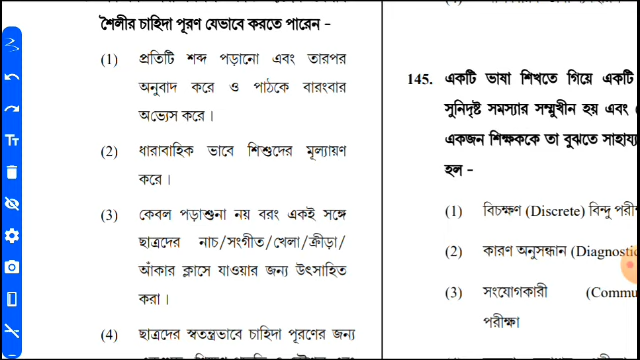 শৈলীর চাহিদা পূরণ যেভাবে করতে পারেন –
(1) প্রতিটি শব্দ পড়ানো এবং তারপর
অনুবাদ করে ও পাঠকে বারংবার
অভ্যেস করে।
(2) ধারাবাহিক ভাবে শিশুদের মূল্যায়ণ
করে।
(3) কেবল পড়াশুনা নয় বরং একই সঙ্গে
ছাত্রদের নাচ/সংগীত/খেলা/ক্রীড়া/
আঁকার ক্লাসে যাওয়ার জন্য উৎসাহিত
করা।
(4) ছাত্রদের স্বতন্ত্রভাবে চাহিদা পূরণের জন্য
145. একটি ভাষা শিখতে গিয়ে একটি
সুনিদৃষ্ট সমস্যার সম্মুখীন হয় এবং
একজন শিক্ষককে তা বুঝতে সাহায্য
হল –
(1) বিচক্ষণ (Discrete) বিন্দু পরী
(2) কারণ অনুসন্ধান (Diagnostic
(3) সংযোগকারী (Commu
পরীক্ষা